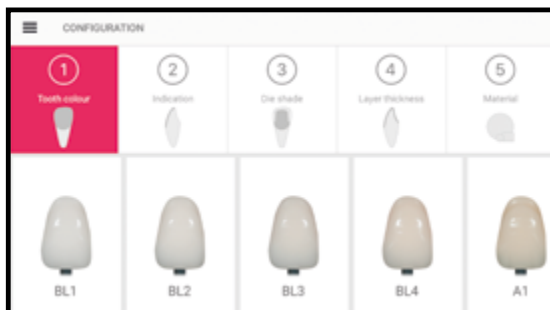 CONFIGURATION
1 2 3 4 5
Tooth colour Indication Die shade Layer thickness Material
BL1 BL2 BL3 BL4 A1